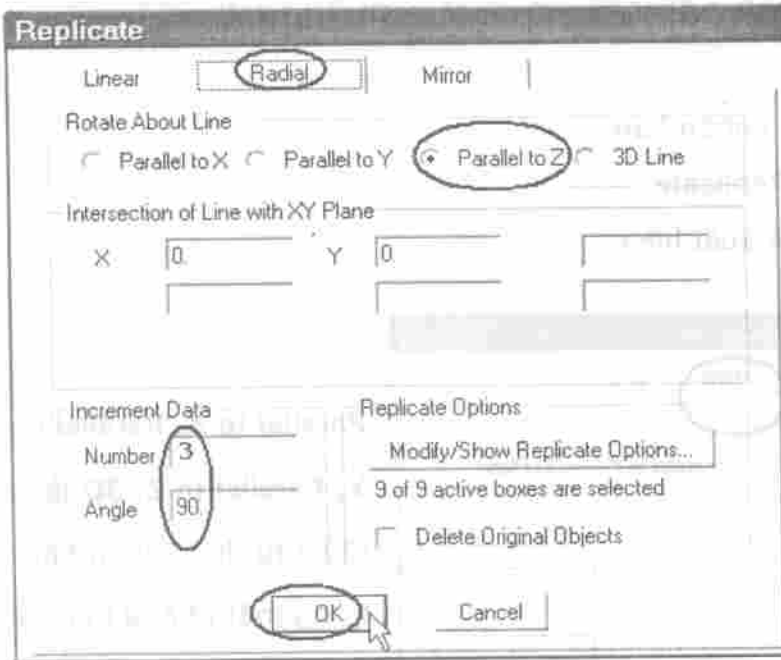 Replicate
Linear Radial Mirror
Rotate About Line
Parallel to X Parallel to Y Parallel to Z 3D Line
Intersection of Line with XY Plane
X 0. Y 0.
Increment Data
Number 3
Angle 90.
Replicate Options
Modify/Show Replicate Options...
9 of 9 active boxes are selected
Delete Original Objects
OK Cancel